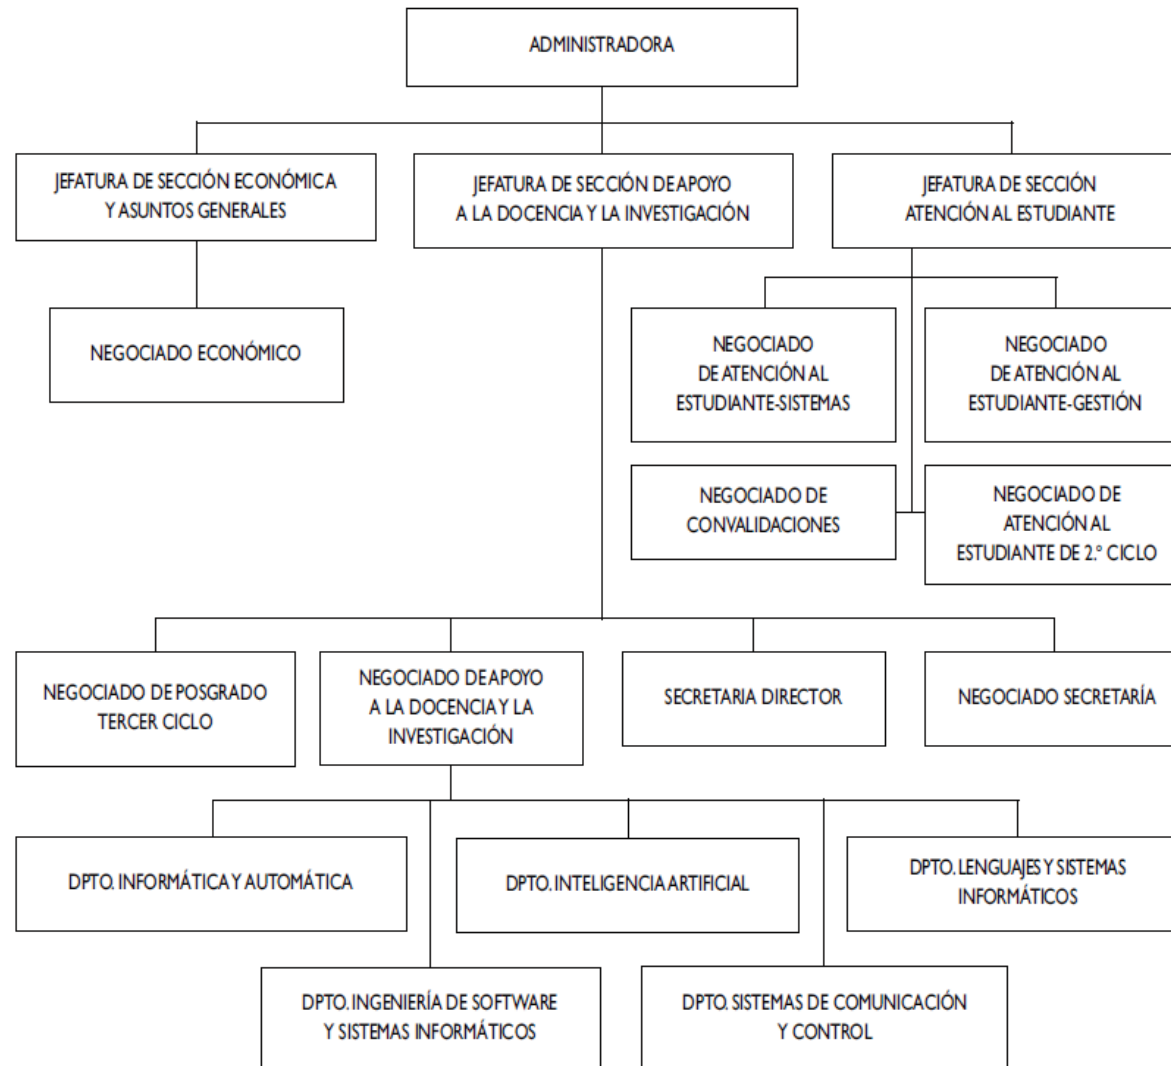 ADMINISTRADORA
JEFATURA DE SECCIÓN ECONÓMICA
Y ASUNTOS GENERALES
JEFATURA DE SECCIÓN DE APOYO
A LA DOCENCIA Y LA INVESTIGACIÓN
JEFATURA DE SECCIÓN
ATENCIÓN AL ESTUDIANTE
NEGOCIADO ECONÓMICO
NEGOCIADO
DE ATENCIÓN AL
ESTUDIANTE-SISTEMAS
NEGOCIADO
DE ATENCIÓN AL
ESTUDIANTE-GESTIÓN
NEGOCIADO DE
CONVALIDACIONES
NEGOCIADO DE
ATENCIÓN AL
ESTUDIANTE DE 2.º CICLO
NEGOCIADO DE POSGRADO
TERCER CICLO
NEGOCIADO DE APOYO
A LA DOCENCIA Y LA
INVESTIGACIÓN
SECRETARIA DIRECTOR
NEGOCIADO SECRETARÍA
DPTO. INFORMÁTICA Y AUTOMÁTICA
DPTO. INTELIGENCIA ARTIFICIAL
DPTO. LENGUAJES Y SISTEMAS
INFORMÁTICOS
DPTO. INGENIERÍA DE SOFTWARE
Y SISTEMAS INFORMÁTICOS
DPTO. SISTEMAS DE COMUNICACIÓN
Y CONTROL